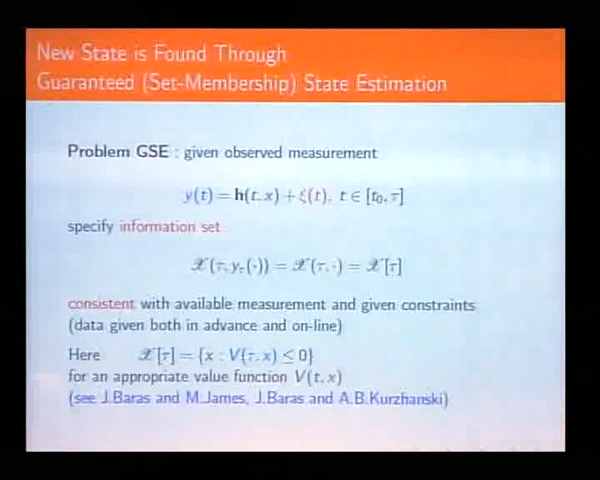 New State is Found Through
Guaranteed (Set-Membership) State Estimation
Problem GSE : given observed measurement
y(t) = h(t, x) + ξ(t), t ∈ [t₀, τ]
specify information set
𝒳(τ, y_τ(·)) = 𝒳(τ, ·) = 𝒳[τ]
consistent with available measurement and given constraints
(data given both in advance and on-line)
Here 𝒳[τ] = {x : V(τ, x) ≤ 0}
for an appropriate value function V(t, x)
(see J.Baras and M.James, J.Baras and A.B.Kurzhanski)